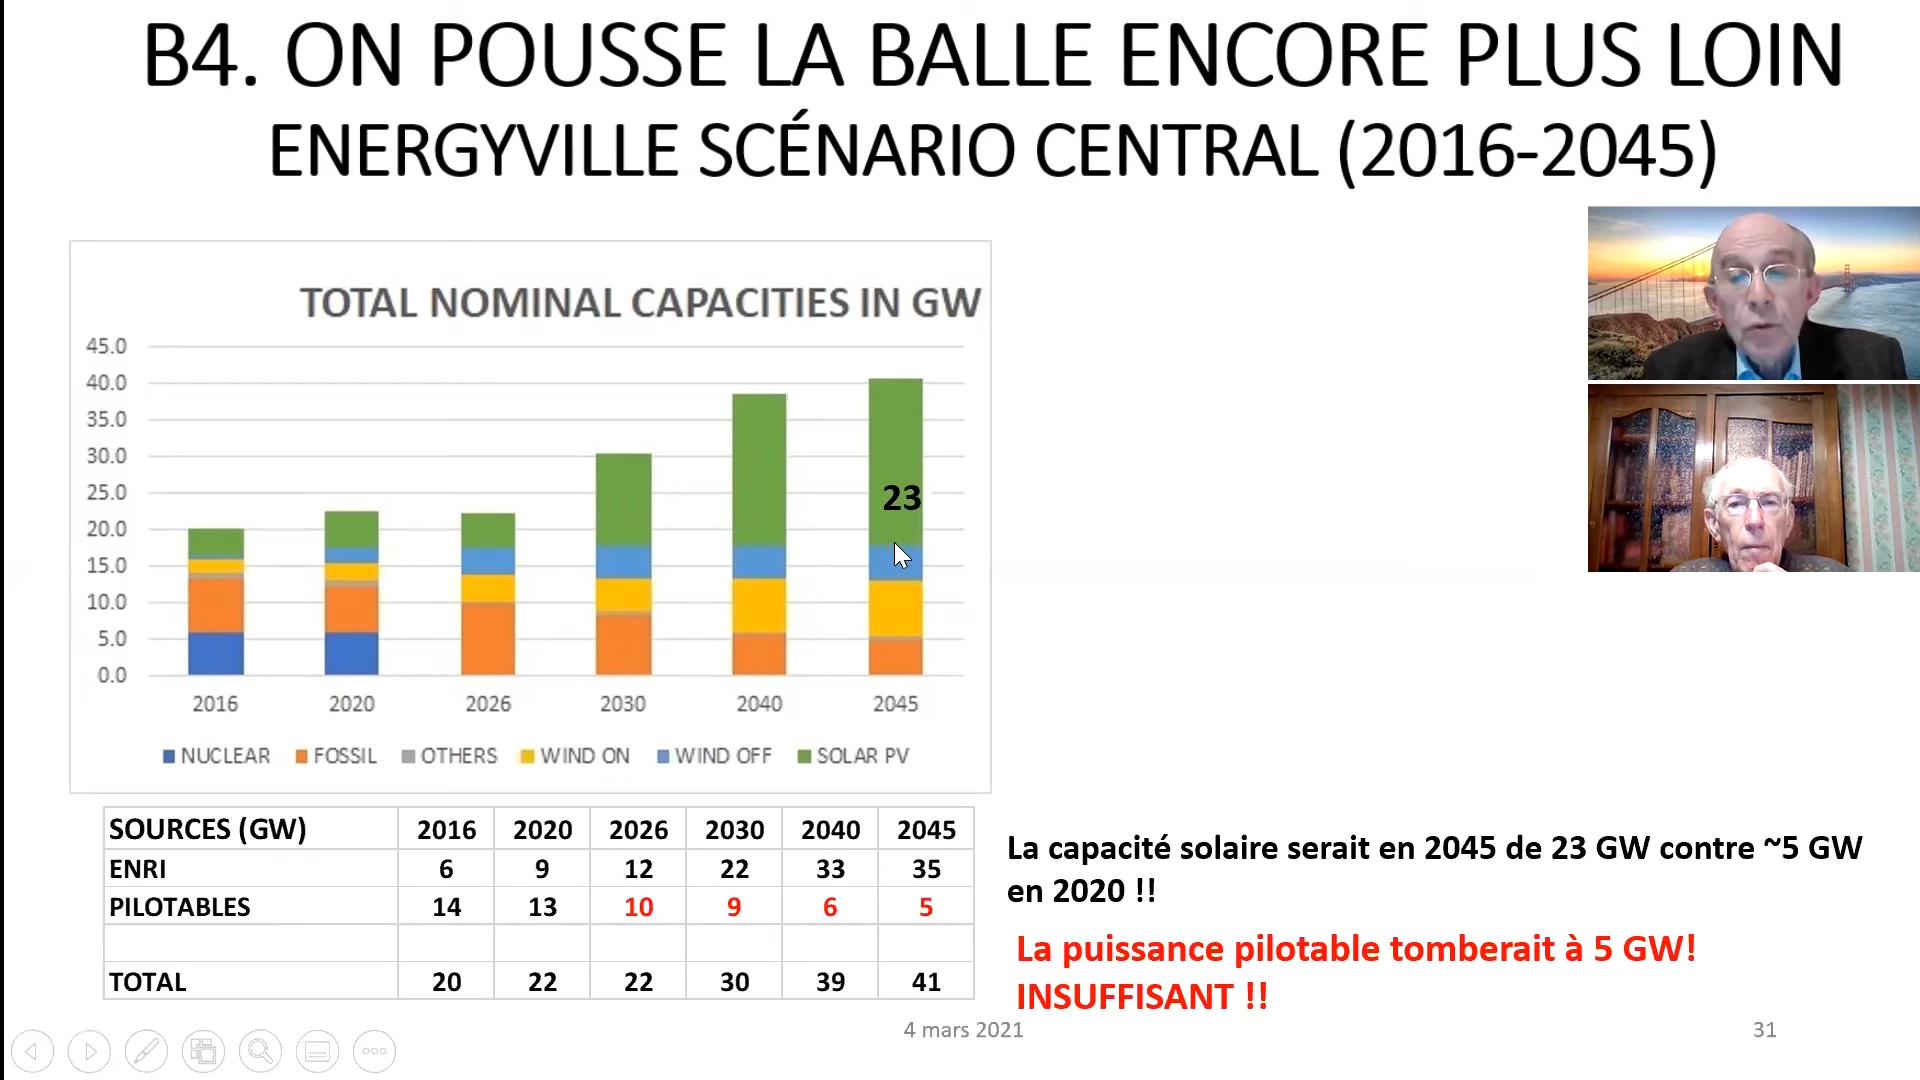 B4. ON POUSSE LA BALLE ENCORE PLUS LOIN
ENERGYVILLE SCÉNARIO CENTRAL (2016-2045)
TOTAL NOMINAL CAPACITIES IN GW
45.0
40.0
35.0
30.0
25.0
20.0
15.0
10.0
5.0
0.0
23
2016 2020 2026 2030 2040 2045
NUCLEAR FOSSIL OTHERS WIND ON WIND OFF SOLAR PV
SOURCES (GW) 2016 2020 2026 2030 2040 2045
ENRI 6 9 12 22 33 35
PILOTABLES 14 13 10 9 6 5
TOTAL 20 22 22 30 39 41
La capacité solaire serait en 2045 de 23 GW contre ~5 GW
en 2020 !!
La puissance pilotable tomberait à 5 GW!
INSUFFISANT !!
4 mars 2021
31